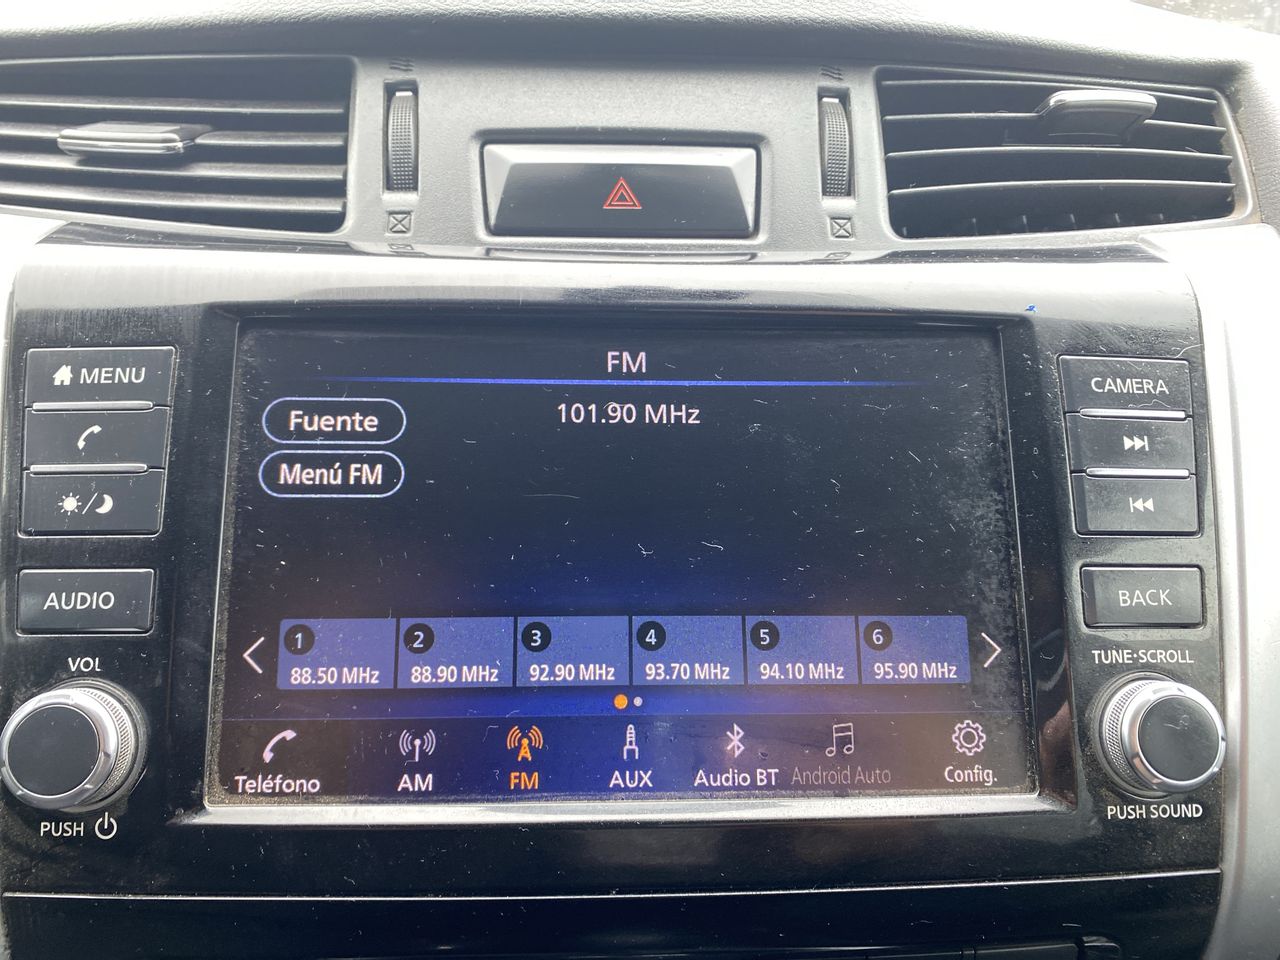 MENU
AUDIO
VOL
PUSH
FM
101.90 MHz
Fuente
Menú FM
1 2 3 4 5 6
88.50 MHz 88.90 MHz 92.90 MHz 93.70 MHz 94.10 MHz 95.90 MHz
Teléfono AM FM AUX Audio BT Android Auto Config.
CAMERA
BACK
TUNE·SCROLL
PUSH SOUND